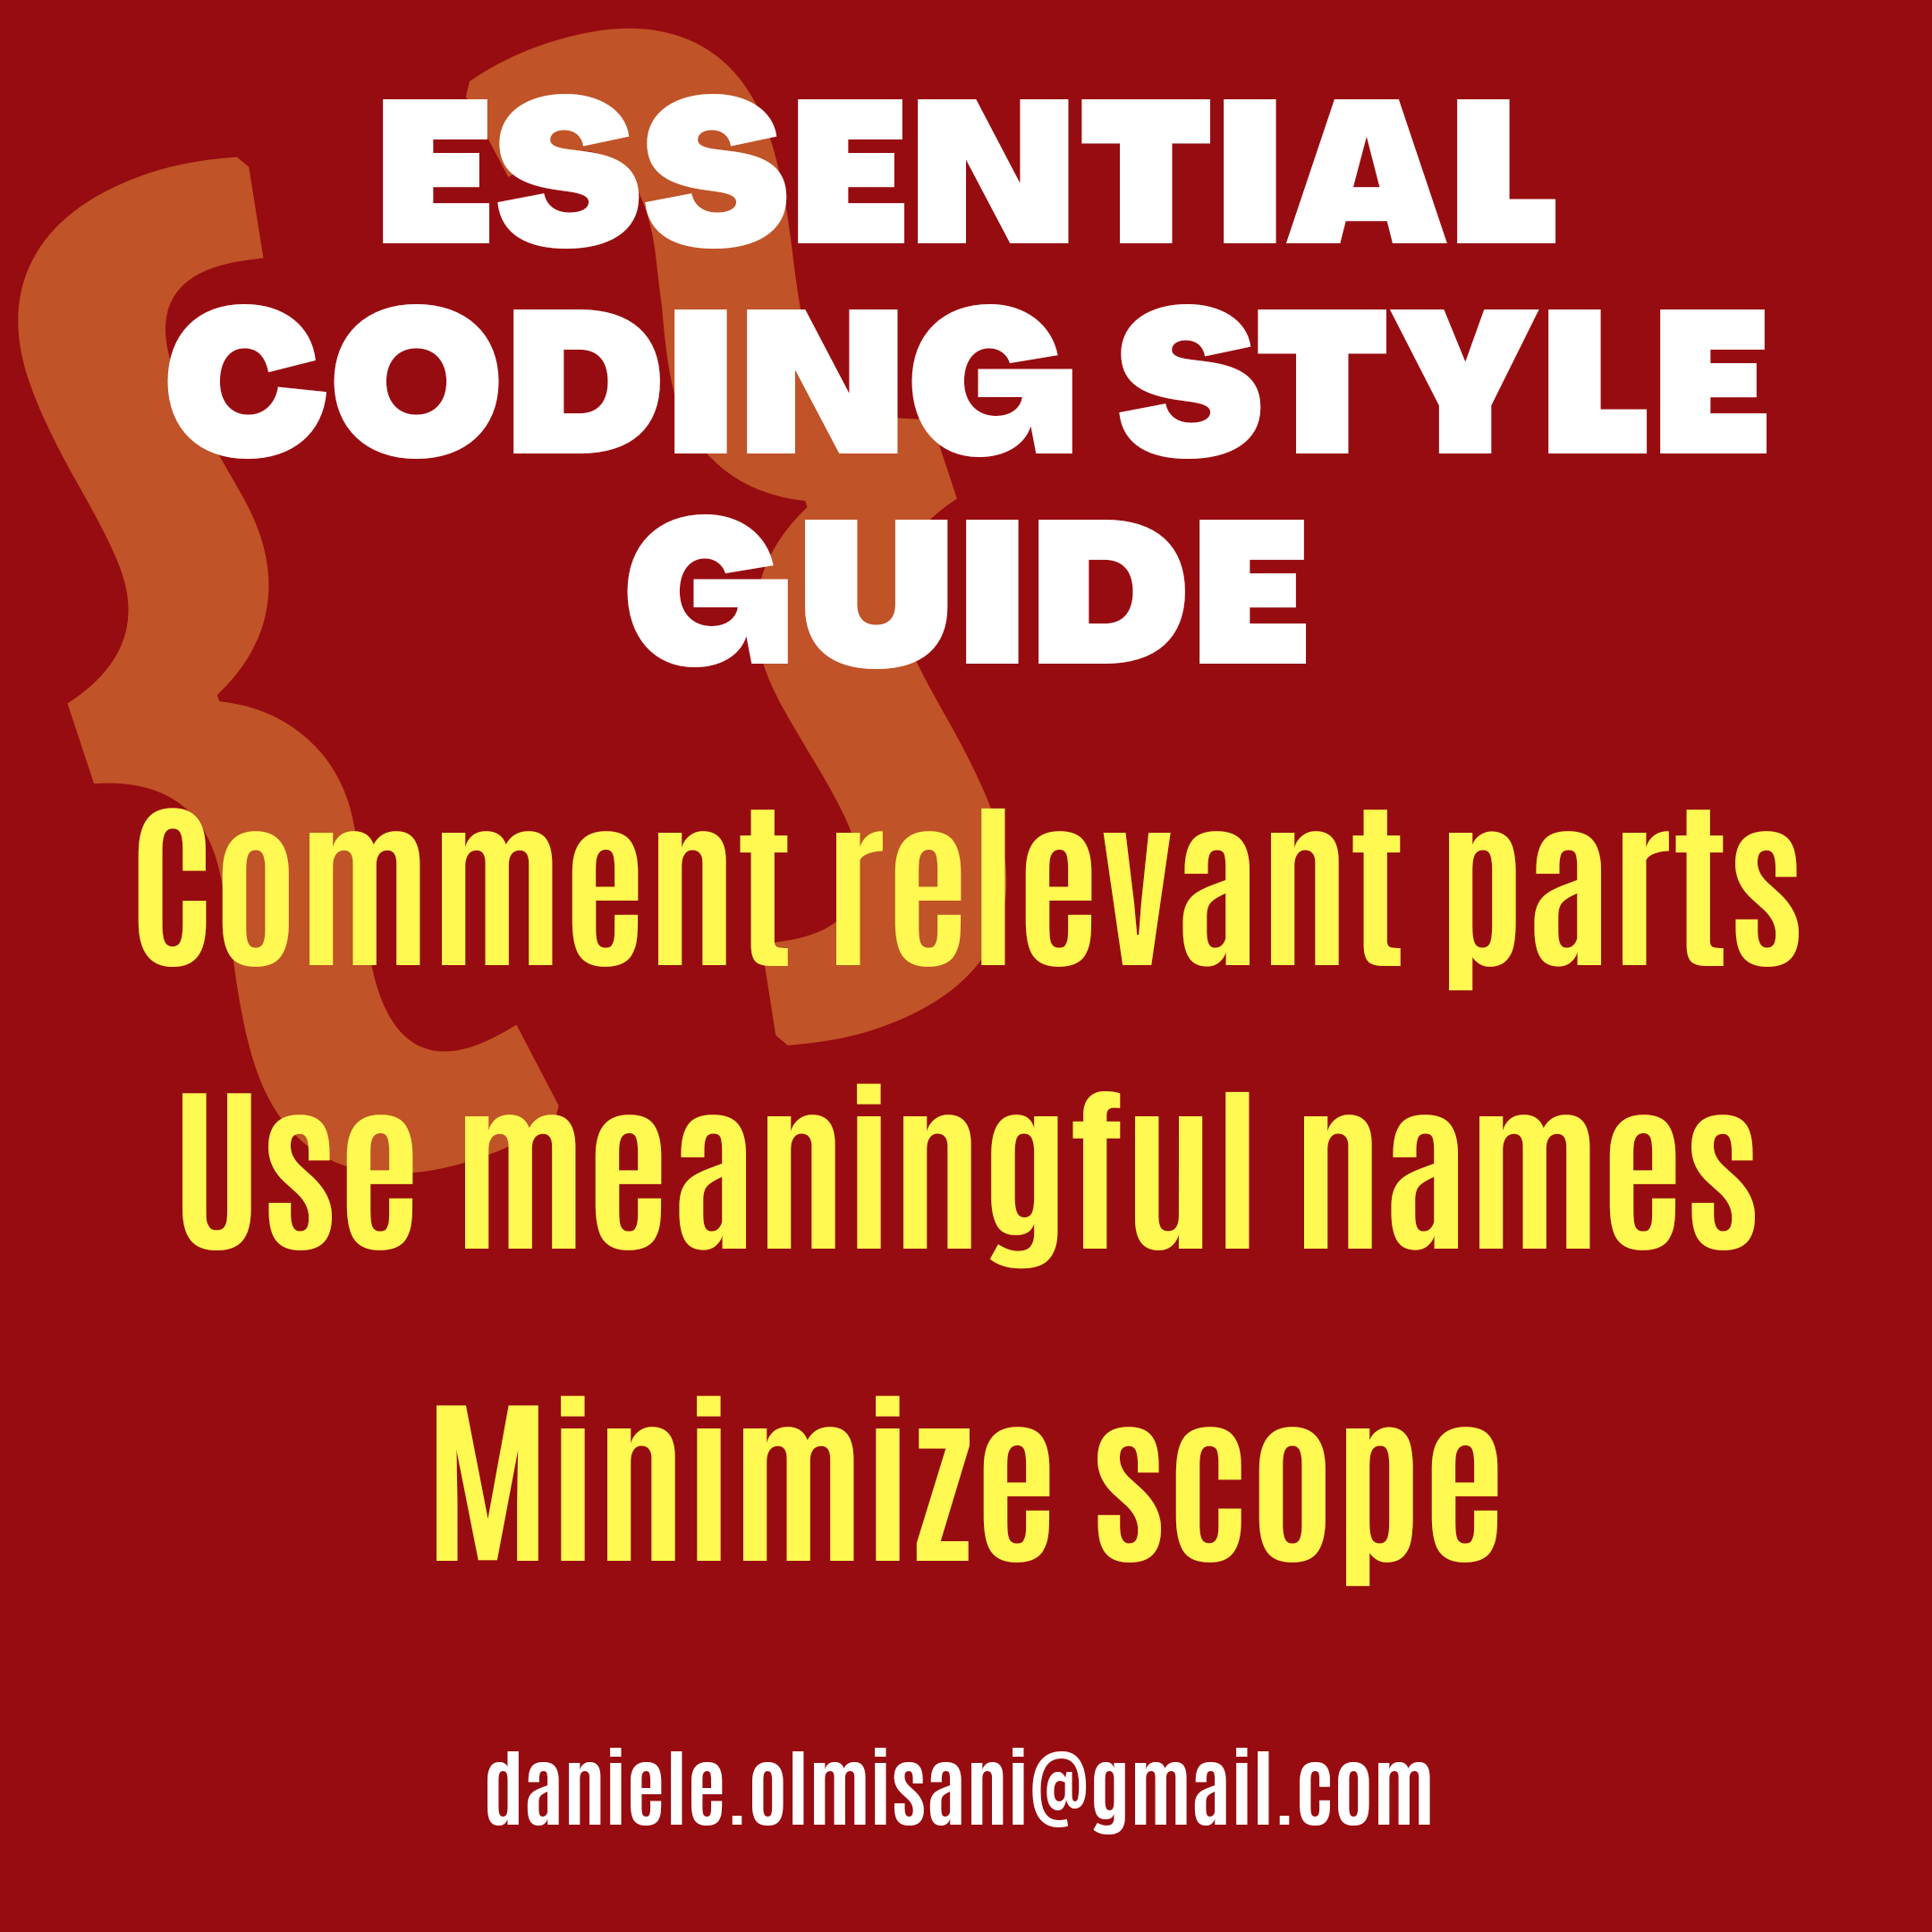 ESSENTIAL
CODING STYLE
GUIDE
Comment relevant parts
Use meaningful names
Minimize scope
daniele.olmisani@gmail.com